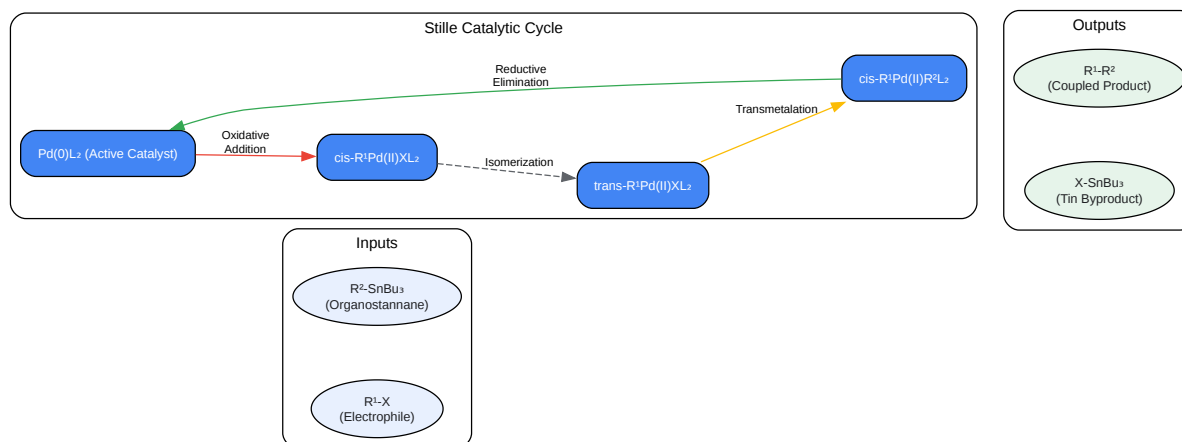 Stille Catalytic Cycle
Reductive
Elimination
cis-R¹Pd(II)R²L₂
Transmetalation
Oxidative
Addition
Pd(0)L₂ (Active Catalyst)
cis-R¹Pd(II)XL₂
Isomerization
trans-R¹Pd(II)XL₂
Outputs
R¹-R²
(Coupled Product)
X-SnBu₃
(Tin Byproduct)
Inputs
R²-SnBu₃
(Organostannane)
R¹-X
(Electrophile)